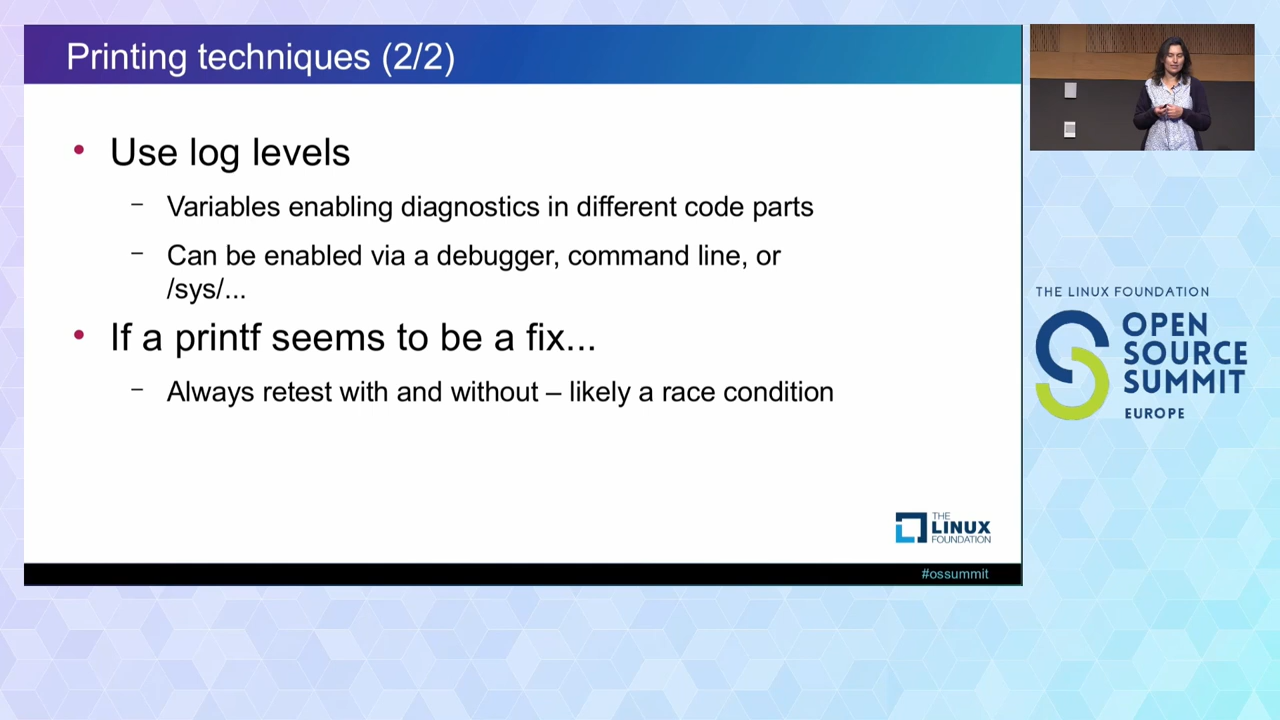 Printing techniques (2/2)
• Use log levels
– Variables enabling diagnostics in different code parts
– Can be enabled via a debugger, command line, or
/sys/...
• If a printf seems to be a fix...
– Always retest with and without – likely a race condition
THE
LINUX
FOUNDATION
#ossummit
THE LINUX FOUNDATION
OPEN
SOURCE
SUMMIT
EUROPE